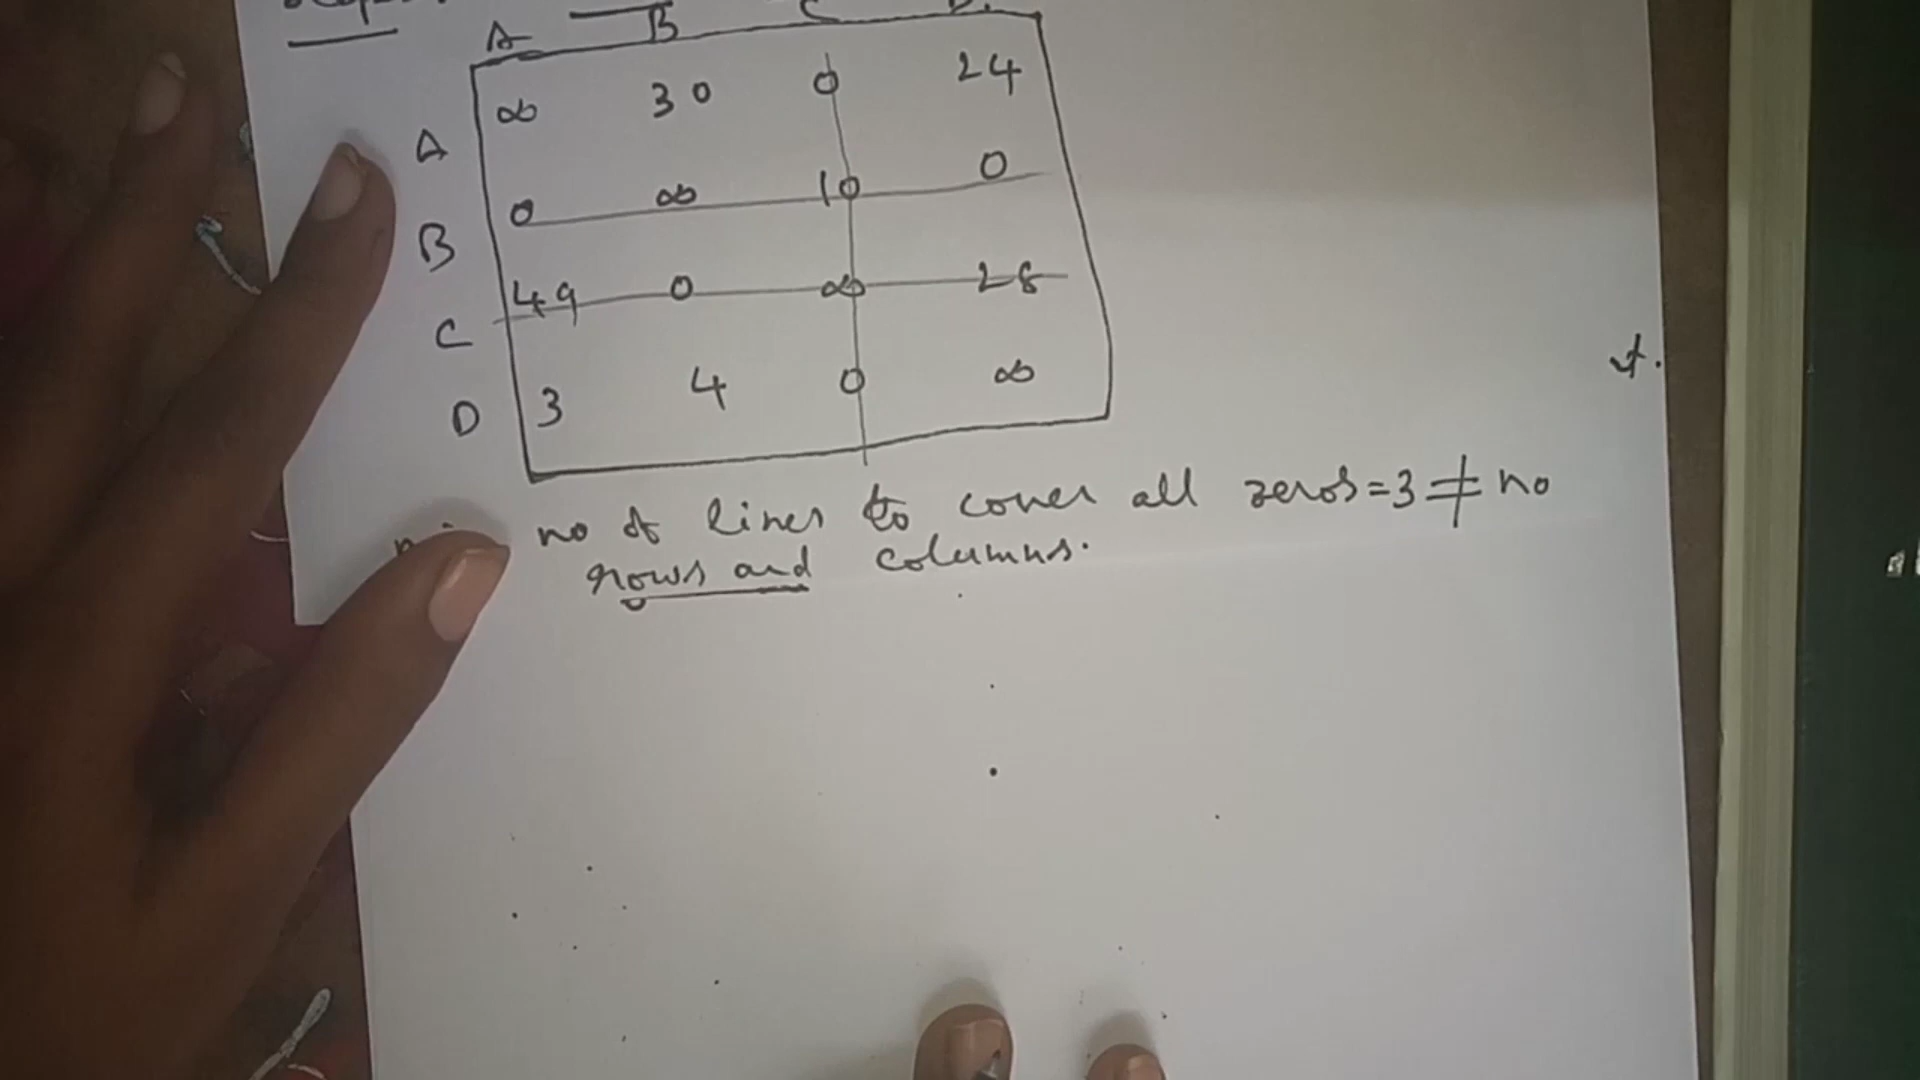 A B C D.
A ∞ 30 0 24
B 0 ∞ 10 0
C 49 0 ∞ 28
D 3 4 0 ∞
no of lines to cover all zeros=3≠no
rows and columns.